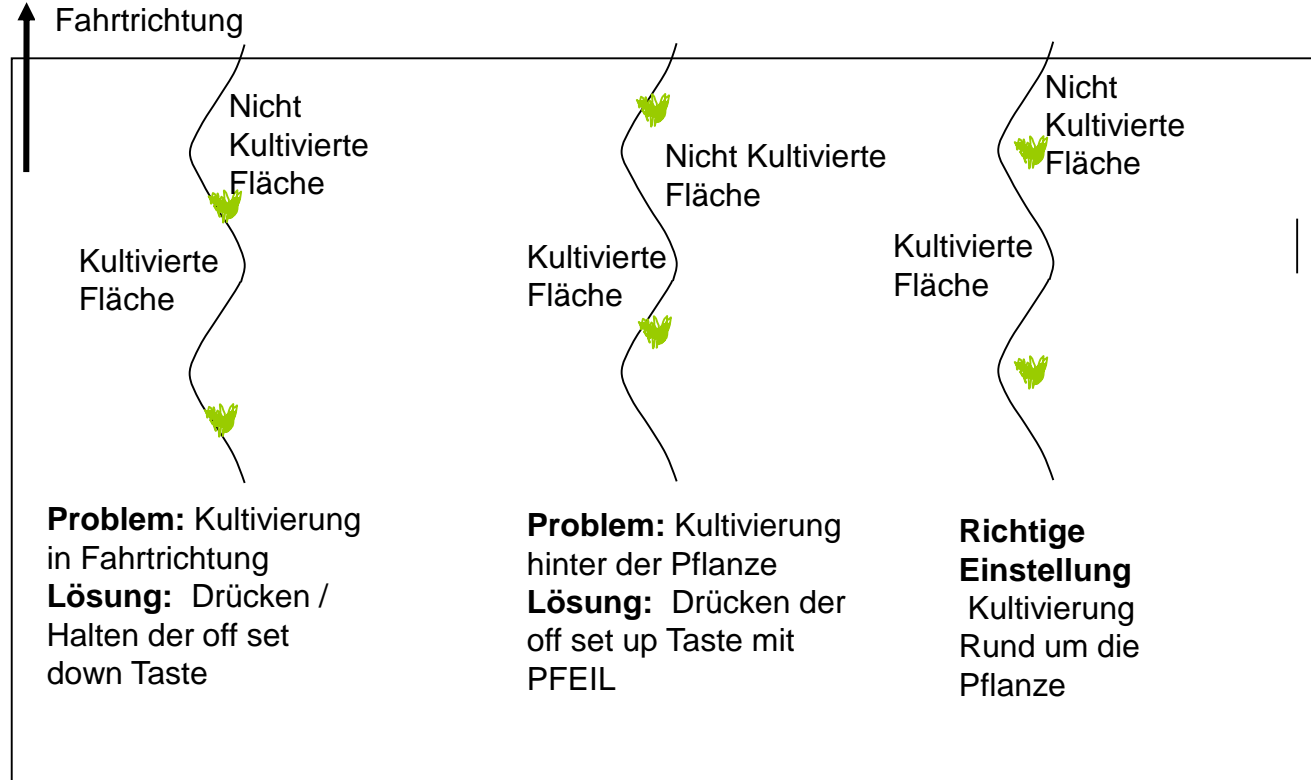 Fahrtrichtung
Nicht
Kultivierte
Fläche
Kultivierte
Fläche
Problem: Kultivierung
in Fahrtrichtung
Lösung:  Drücken /
Halten der off set
down Taste
Nicht Kultivierte
Fläche
Kultivierte
Fläche
Problem: Kultivierung
hinter der Pflanze
Lösung:  Drücken der
off set up Taste mit
PFEIL
Nicht
Kultivierte
Fläche
Kultivierte
Fläche
Richtige
Einstellung
Kultivierung
Rund um die
Pflanze